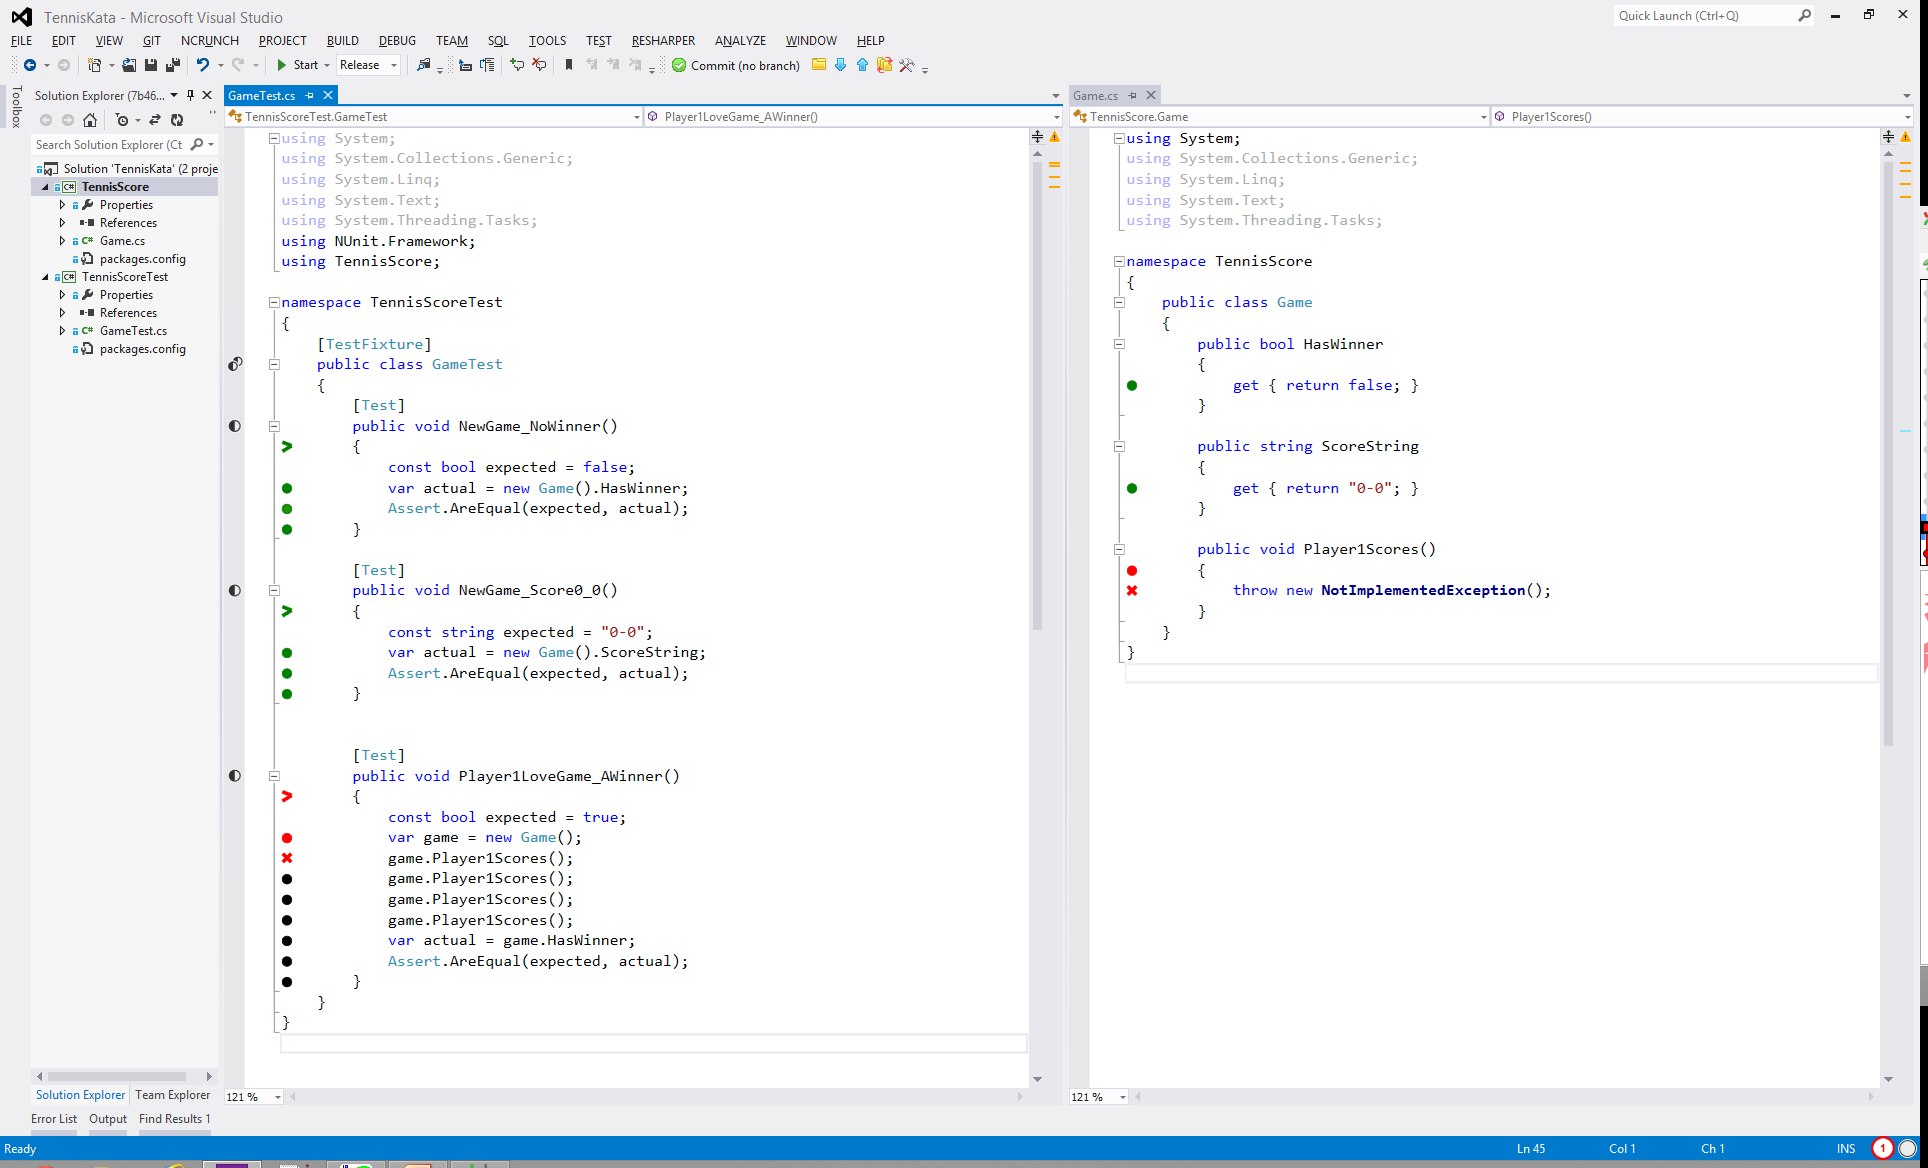 TennisKata - Microsoft Visual Studio
Quick Launch (Ctrl+Q)
FILE EDIT VIEW GIT NCRUNCH PROJECT BUILD DEBUG TEAM SQL TOOLS TEST RESHARPER ANALYZE WINDOW HELP
Start Release Commit (no branch)
Toolbox
Solution Explorer (7b46...
Search Solution Explorer (Ct
Solution 'TennisKata' (2 proje
TennisScore
Properties
References
C# Game.cs
packages.config
TennisScoreTest
Properties
References
C# GameTest.cs
packages.config
Solution Explorer Team Explorer
GameTest.cs
TennisScoreTest.GameTest Player1LoveGame_AWinner()
using System;
using System.Collections.Generic;
using System.Linq;
using System.Text;
using System.Threading.Tasks;
using NUnit.Framework;
using TennisScore;
namespace TennisScoreTest
{
[TestFixture]
public class GameTest
{
[Test]
public void NewGame_NoWinner()
{
const bool expected = false;
var actual = new Game().HasWinner;
Assert.AreEqual(expected, actual);
}
[Test]
public void NewGame_Score0_0()
{
const string expected = "0-0";
var actual = new Game().ScoreString;
Assert.AreEqual(expected, actual);
}
[Test]
public void Player1LoveGame_AWinner()
{
const bool expected = true;
var game = new Game();
game.Player1Scores();
game.Player1Scores();
game.Player1Scores();
game.Player1Scores();
var actual = game.HasWinner;
Assert.AreEqual(expected, actual);
}
}
}
121 %
Game.cs
TennisScore.Game Player1Scores()
using System;
using System.Collections.Generic;
using System.Linq;
using System.Text;
using System.Threading.Tasks;
namespace TennisScore
{
public class Game
{
public bool HasWinner
{
get { return false; }
}
public string ScoreString
{
get { return "0-0"; }
}
public void Player1Scores()
{
throw new NotImplementedException();
}
}
}
121 %
Error List Output Find Results 1
Ready Ln 45 Col 1 Ch 1 INS 1